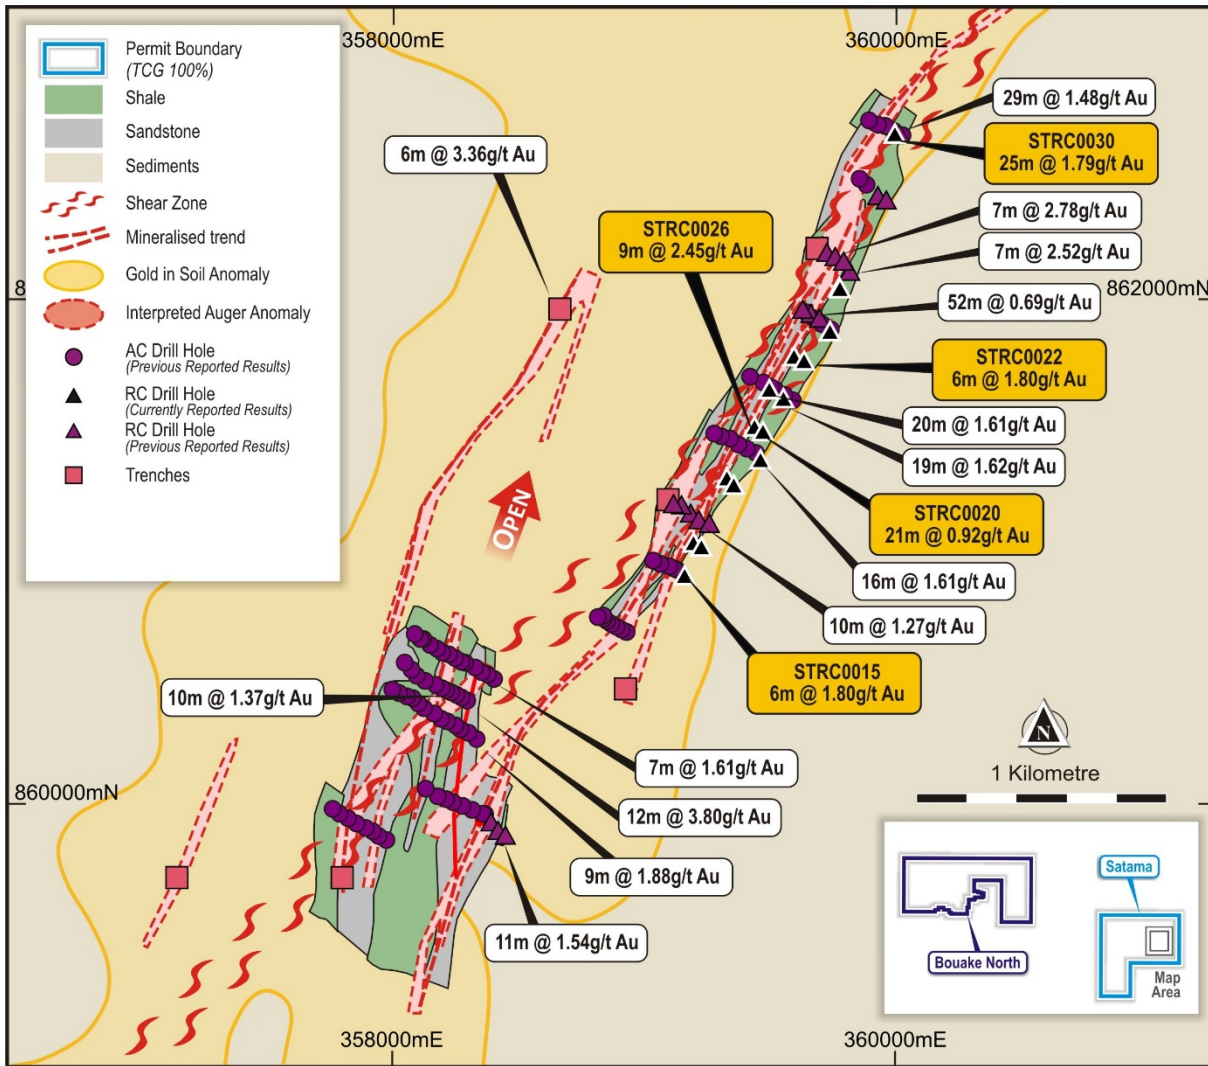 358000mE
360000mE
Permit Boundary
(TCG 100%)
Shale
Sandstone
Sediments
Shear Zone
Mineralised trend
Gold in Soil Anomaly
Interpreted Auger Anomaly
AC Drill Hole
(Previous Reported Results)
RC Drill Hole
(Currently Reported Results)
RC Drill Hole
(Previous Reported Results)
Trenches
8
29m @ 1.48g/t Au
STRC0030
25m @ 1.79g/t Au
6m @ 3.36g/t Au
7m @ 2.78g/t Au
STRC0026
9m @ 2.45g/t Au
7m @ 2.52g/t Au
862000mN
52m @ 0.69g/t Au
STRC0022
6m @ 1.80g/t Au
20m @ 1.61g/t Au
19m @ 1.62g/t Au
STRC0020
21m @ 0.92g/t Au
OPEN
16m @ 1.61g/t Au
10m @ 1.27g/t Au
STRC0015
6m @ 1.80g/t Au
10m @ 1.37g/t Au
N
7m @ 1.61g/t Au
1 Kilometre
860000mN
12m @ 3.80g/t Au
9m @ 1.88g/t Au
11m @ 1.54g/t Au
Satama
Bouake North
Map
Area
358000mE
360000mE